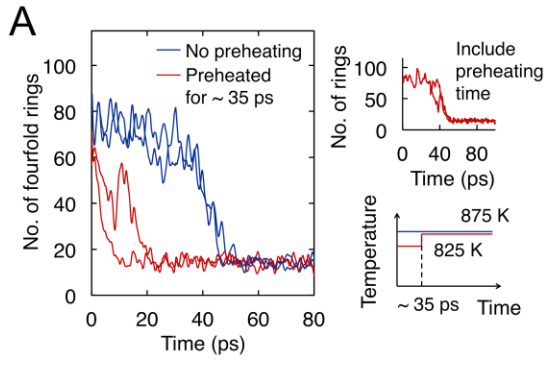 A
No. of fourfold rings
100
80
60
40
20
0
No preheating
Preheated
for ~ 35 ps
0 20 40 60 80
Time (ps)
No. of rings
100
50
0
Include
preheating
time
0 40 80
Time (ps)
Temperature
875 K
825 K
~ 35 ps Time